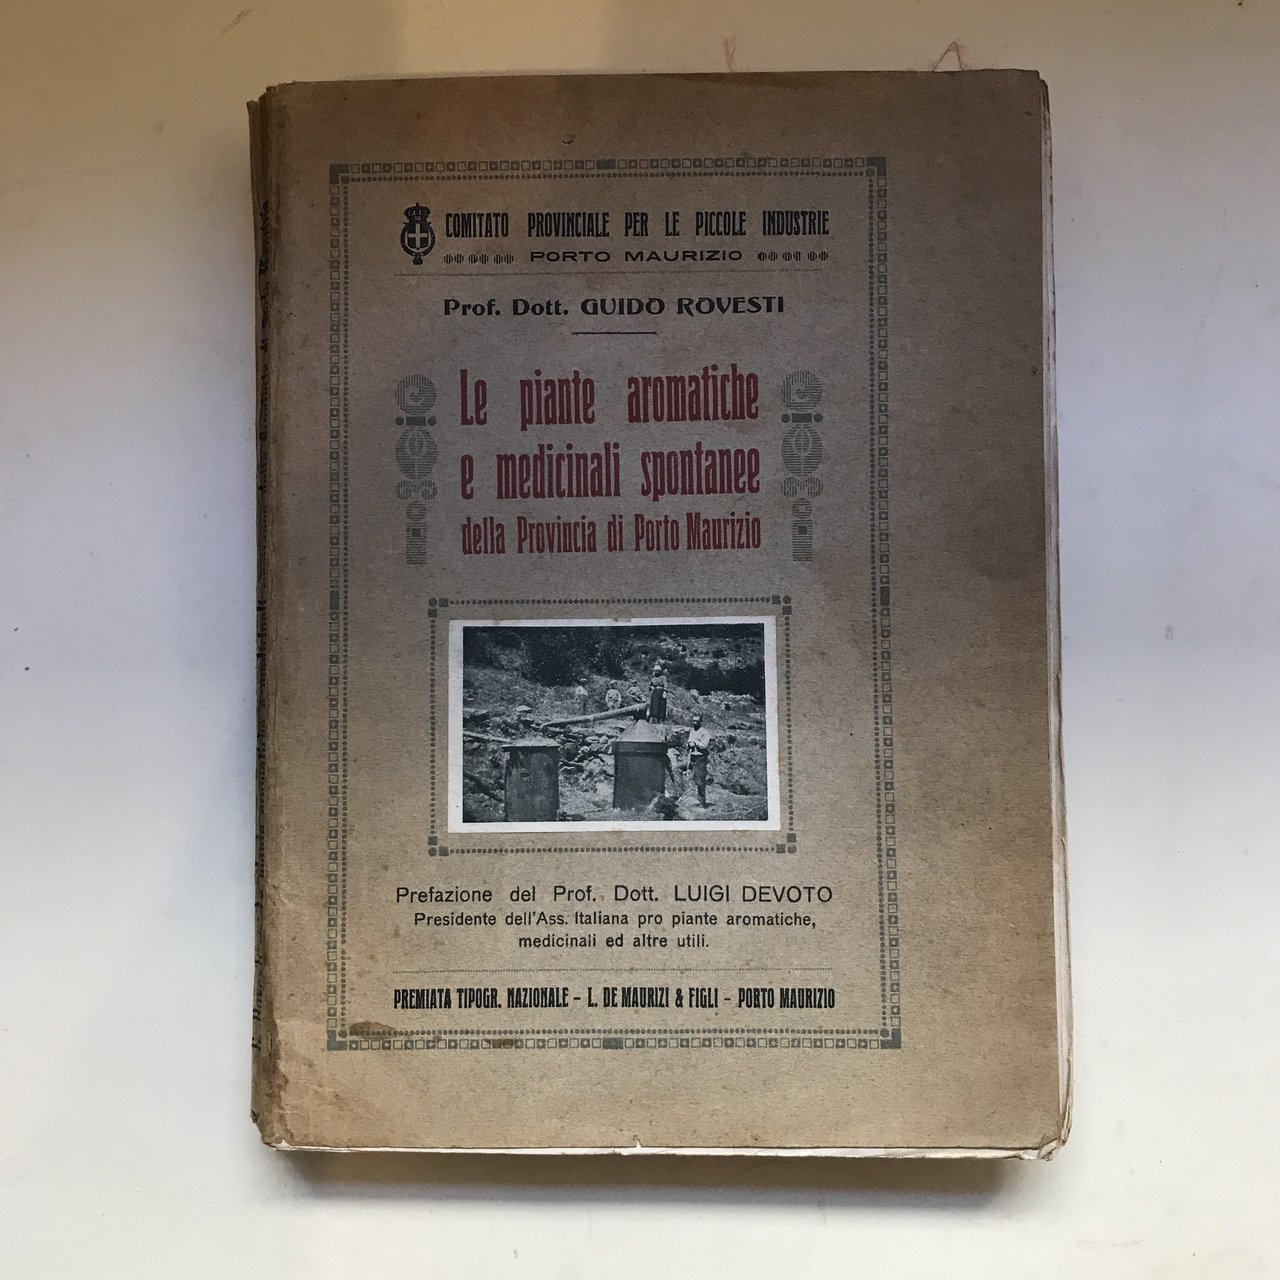 COMITATO PROVINCIALE PER LE PICCOLE INDUSTRIE
PORTO MAURIZIO
Prof. Dott. GUIDO ROVESTI
Le piante aromatiche
e medicinali spontanee
della Provincia di Porto Maurizio
Prefazione del Prof. Dott. LUIGI DEVOTO
Presidente dell'Ass. Italiana pro piante aromatiche,
medicinali ed altre utili.
PREMIATA TIPOGR. NAZIONALE - L. DE MAURIZI & FIGLI - PORTO MAURIZIO